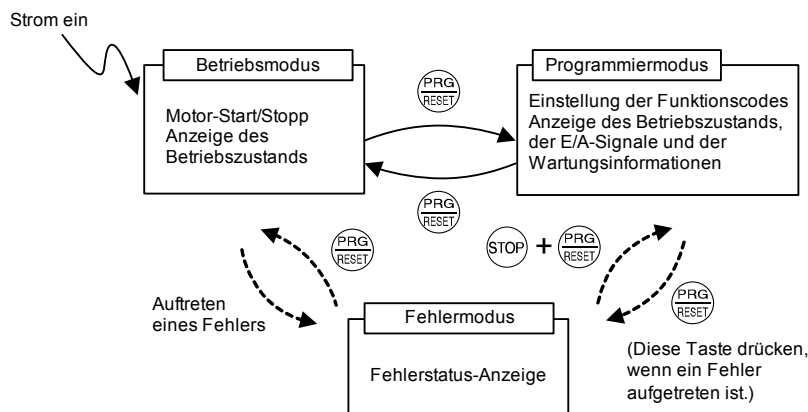 Strom ein
Betriebsmodus
Motor-Start/Stopp
Anzeige des
Betriebszustands
PRG
RESET
PRG
RESET
Programmiermodus
Einstellung der Funktionscodes
Anzeige des Betriebszustands,
der E/A-Signale und der
Wartungsinformationen
PRG
RESET
STOP + PRG
RESET
PRG
RESET
Auftreten
eines Fehlers
Fehlermodus
Fehlerstatus-Anzeige
(Diese Taste drücken,
wenn ein Fehler
aufgetreten ist.)